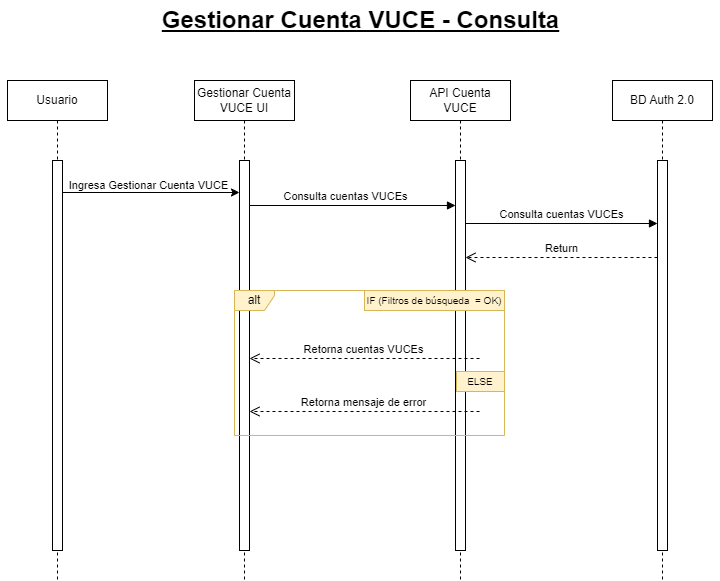 Gestionar Cuenta VUCE - Consulta
Usuario
Gestionar Cuenta
VUCE UI
API Cuenta
VUCE
BD Auth 2.0
Ingresa Gestionar Cuenta VUCE
Consulta cuentas VUCEs
Consulta cuentas VUCEs
Return
alt
IF (Filtros de búsqueda = OK)
Retorna cuentas VUCEs
ELSE
Retorna mensaje de error